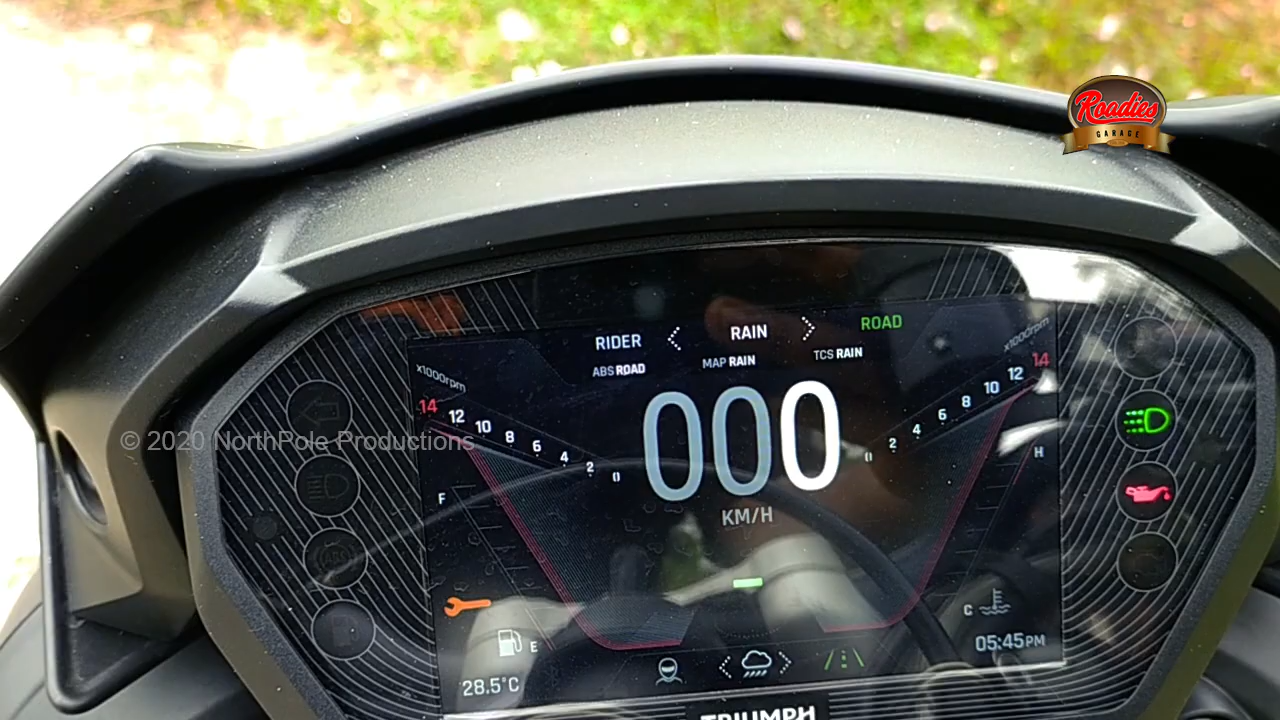 Roadies
GARAGE
RIDER RAIN ROAD
ABS ROAD MAP RAIN TCS RAIN
x1000rpm x1000rpm
14 12 10 8 6 4 2 0
000
0 2 4 6 8 10 12 14
KM/H
© 2020 NorthPole Productions
F H
ABS
E C
05:45PM
28.5°C
TRIUMPH